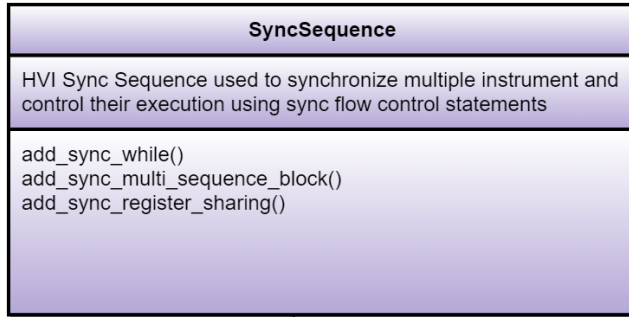 SyncSequence
HVI Sync Sequence used to synchronize multiple instrument and
control their execution using sync flow control statements
add_sync_while()
add_sync_multi_sequence_block()
add_sync_register_sharing()